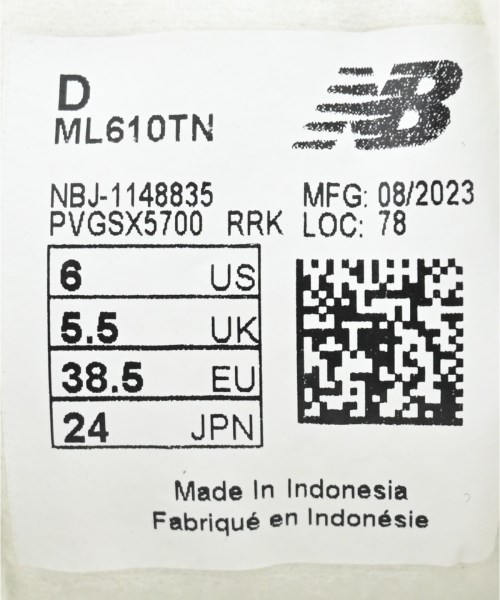 D
ML610TN
NB
NBJ-1148835 MFG: 08/2023
PVGSX5700 RRK LOC: 78
6 US
5.5 UK
38.5 EU
24 JPN
Made In Indonesia
Fabriqué en Indonésie